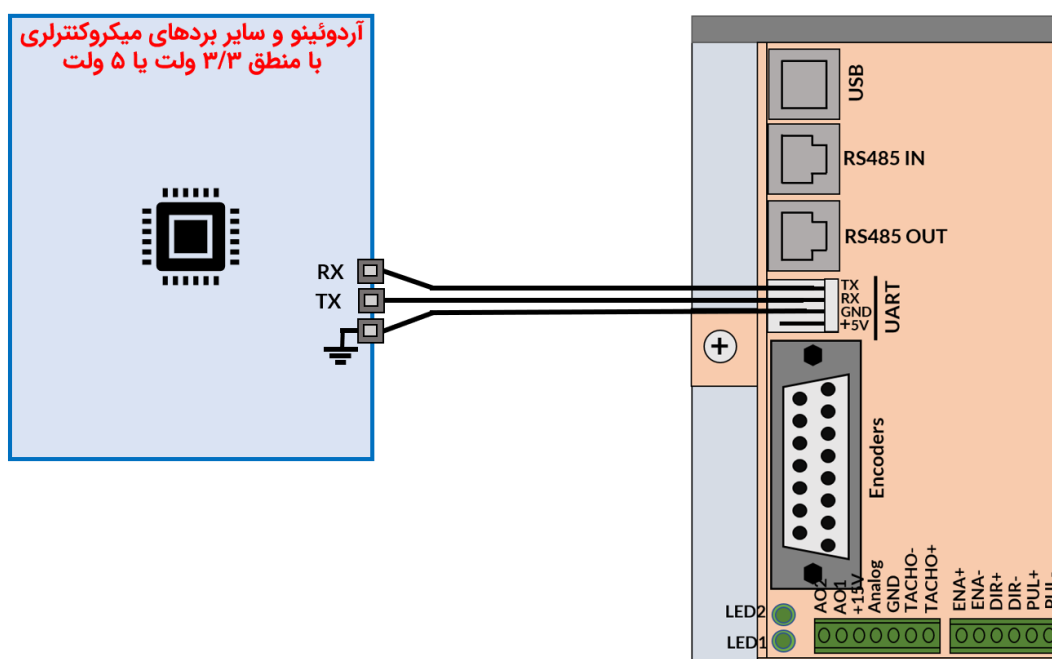 آردوئینو و سایر بردهای میکروکنترلری
با منطق ۳/۳ ولت یا ۵ ولت
RX
TX
USB
RS485 IN
RS485 OUT
TX
RX
GND
+5V
UART
Encoders
AO2
AO1
+15V
Analog
GND
TACHO-
TACHO+
ENA+
ENA-
DIR+
DIR-
PUL+
LED2
LED1